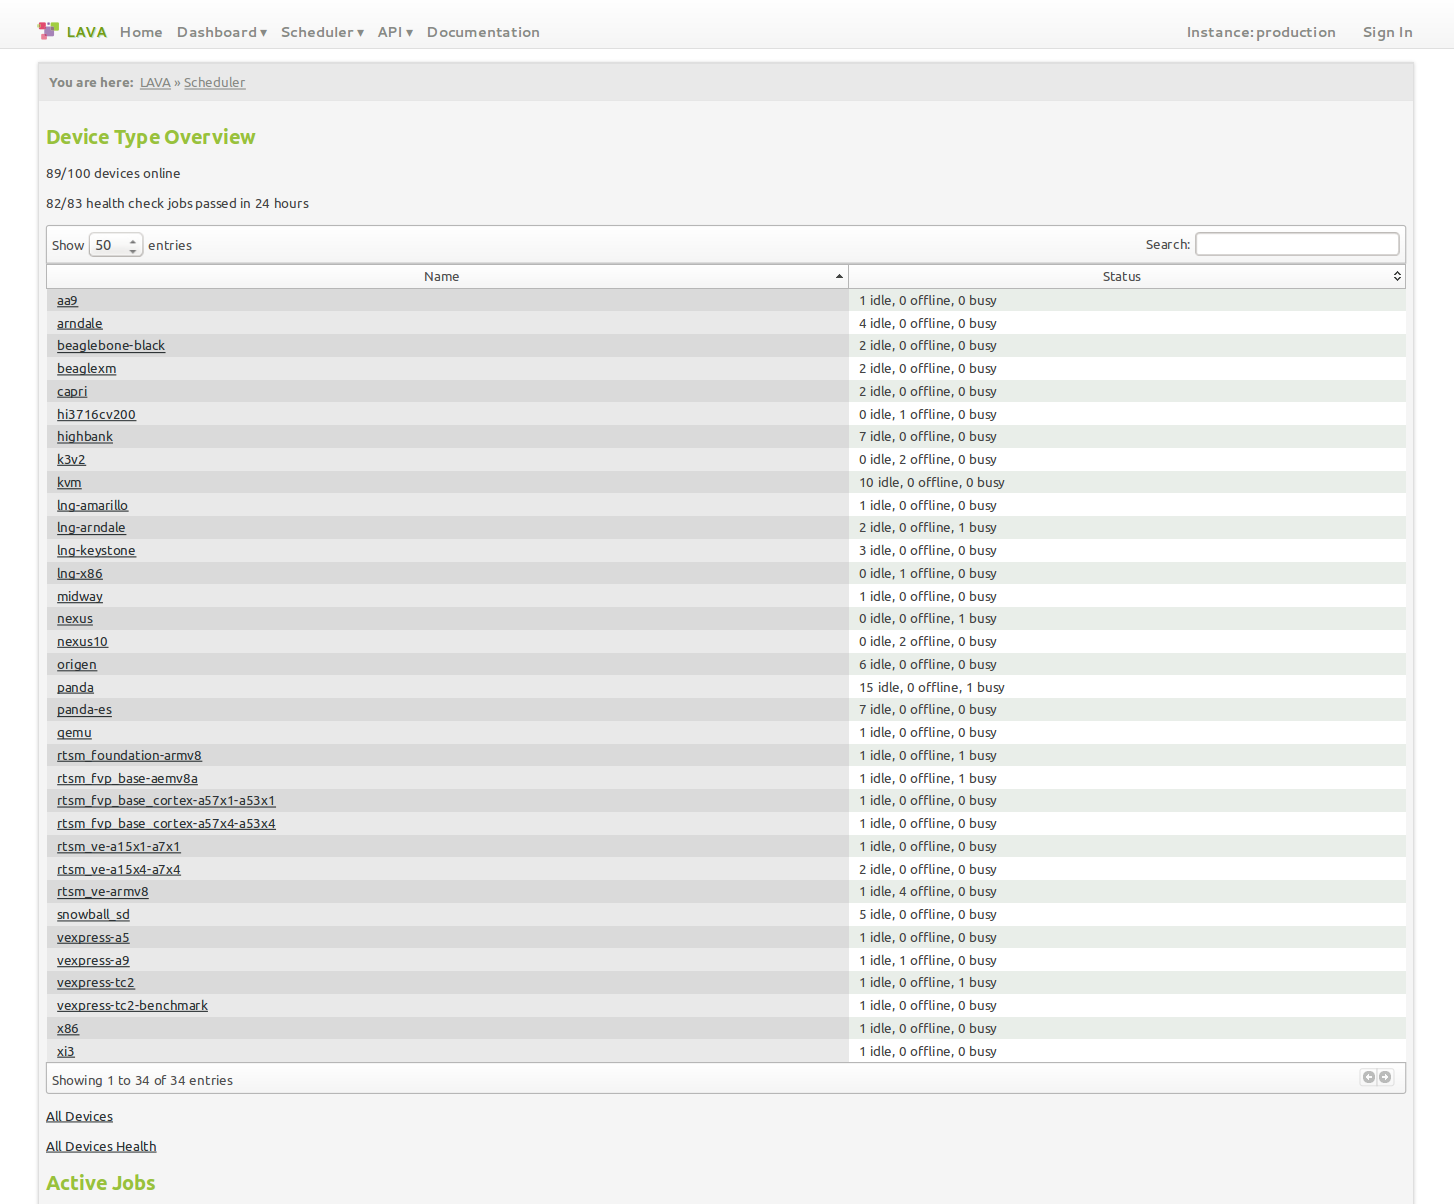 LAVA Home Dashboard ▾ Scheduler ▾ API ▾ Documentation Instance: production Sign In
You are here: LAVA » Scheduler
Device Type Overview
89/100 devices online
82/83 health check jobs passed in 24 hours
Show 50 entries Search:
Name Status
aa9 1 idle, 0 offline, 0 busy
arndale 4 idle, 0 offline, 0 busy
beaglebone-black 2 idle, 0 offline, 0 busy
beaglexm 2 idle, 0 offline, 0 busy
capri 2 idle, 0 offline, 0 busy
hi3716cv200 0 idle, 1 offline, 0 busy
highbank 7 idle, 0 offline, 0 busy
k3v2 0 idle, 2 offline, 0 busy
kvm 10 idle, 0 offline, 0 busy
lng-amarillo 1 idle, 0 offline, 0 busy
lng-arndale 2 idle, 0 offline, 1 busy
lng-keystone 3 idle, 0 offline, 0 busy
lng-x86 0 idle, 1 offline, 0 busy
midway 1 idle, 0 offline, 0 busy
nexus 0 idle, 0 offline, 1 busy
nexus10 0 idle, 2 offline, 0 busy
origen 6 idle, 0 offline, 0 busy
panda 15 idle, 0 offline, 1 busy
panda-es 7 idle, 0 offline, 0 busy
qemu 1 idle, 0 offline, 0 busy
rtsm_foundation-armv8 1 idle, 0 offline, 1 busy
rtsm_fvp_base-aemv8a 1 idle, 0 offline, 1 busy
rtsm_fvp_base_cortex-a57x1-a53x1 1 idle, 0 offline, 0 busy
rtsm_fvp_base_cortex-a57x4-a53x4 1 idle, 0 offline, 0 busy
rtsm_ve-a15x1-a7x1 1 idle, 0 offline, 0 busy
rtsm_ve-a15x4-a7x4 2 idle, 0 offline, 0 busy
rtsm_ve-armv8 1 idle, 4 offline, 0 busy
snowball_sd 5 idle, 0 offline, 0 busy
vexpress-a5 1 idle, 0 offline, 0 busy
vexpress-a9 1 idle, 1 offline, 0 busy
vexpress-tc2 1 idle, 0 offline, 1 busy
vexpress-tc2-benchmark 1 idle, 0 offline, 0 busy
x86 1 idle, 0 offline, 0 busy
xi3 1 idle, 0 offline, 0 busy
Showing 1 to 34 of 34 entries
All Devices
All Devices Health
Active Jobs